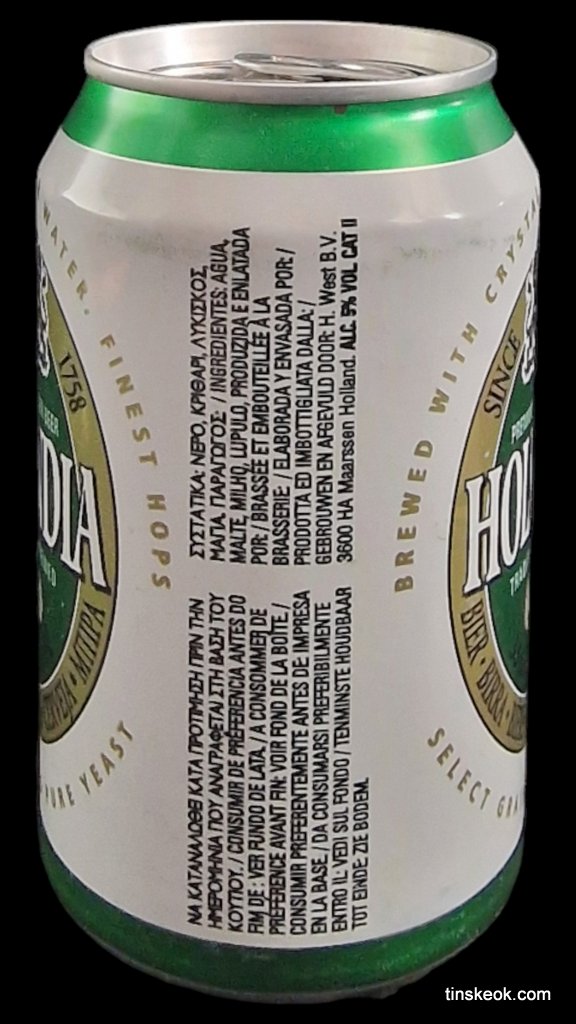 ΣΥΣΤΑΤΙΚΑ: ΝΕΡΟ, ΚΡΙΘΑΡΙ, ΛΥΚΙΣΚΟΣ,
ΜΑΓΙΑ. ΠΑΡΑΓΩΓΟΣ: / INGREDIENTES: AGUA,
MALTE, MILHO, LUPULO, PRODUZIDA E ENLATADA
POR: / BRASSÉE ET EMBOUTEILLÉE À LA
BRASSERIE: / ELABORADA Y ENVASADA POR: /
PRODOTTA ED IMBOTTIGLIATA DALLA: /
GEBROUWEN EN AFGEVULD DOOR: H. West B.V.
3600 HA Maarssen Holland. ALC 5% VOL CAT II
ΝΑ ΚΑΤΑΝΑΛΩΘΕΙ ΚΑΤΑ ΠΡΟΤΙΜΗΣΗ ΠΡΙΝ ΤΗΝ
ΗΜΕΡΟΜΗΝΙΑ ΠΟΥ ΑΝΑΓΡΑΦΕΤΑΙ ΣΤΗ ΒΑΣΗ ΤΟΥ
ΚΟΥΤΙΟΥ. / CONSUMIR DE PRÉFERENCIA ANTES DO
FIM DE : VER FUNDO DE LATA. / A CONSOMMER DE
PRÉFÉRENCE AVANT FIN: VOIR FOND DE LA BOÎTE /
CONSUMIR PREFERENTEMENTE ANTES DE IMPRESA
EN LA BASE / DA CONSUMARSI PREFERIBILMENTE
ENTRO IL: VEDI SUL FONDO / TENMINSTE HOUDBAAR
TOT EINDE: ZIE BODEM.
WATER. FINEST HOPS
PURE YEAST
1758
ΜΠΙΡΑ
BREWED WITH
SELECT
SINCE
BIER · BIRRA
tinskeok.com